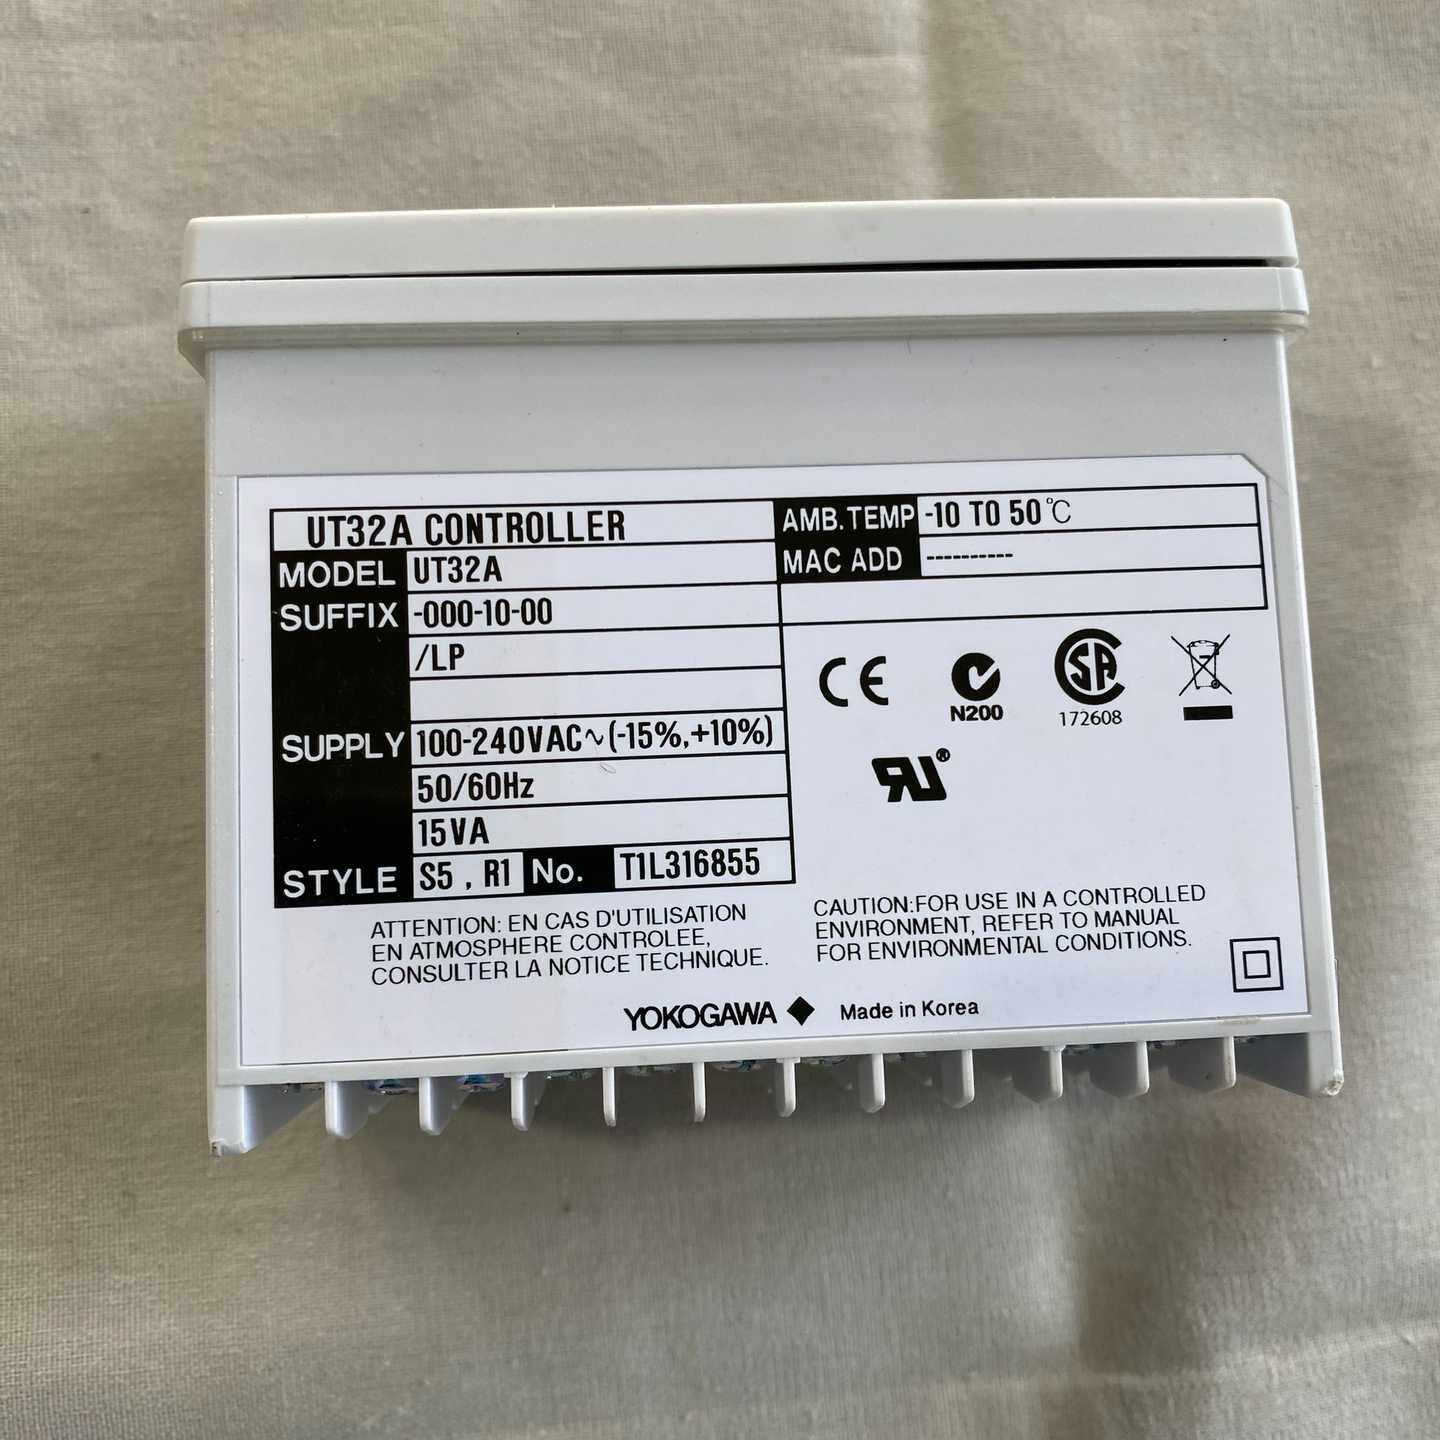 UT32A CONTROLLER
MODEL UT32A
SUFFIX -000-10-00
/LP
SUPPLY 100-240VAC~(-15%,+10%)
50/60Hz
15VA
STYLE S5 , R1 No. T1L316855
AMB.TEMP -10 TO 50℃
MAC ADD ----------
CE
N200
SA
172608
RU®
ATTENTION: EN CAS D'UTILISATION
EN ATMOSPHERE CONTROLEE,
CONSULTER LA NOTICE TECHNIQUE.
CAUTION:FOR USE IN A CONTROLLED
ENVIRONMENT, REFER TO MANUAL
FOR ENVIRONMENTAL CONDITIONS.
YOKOGAWA ◆ Made in Korea